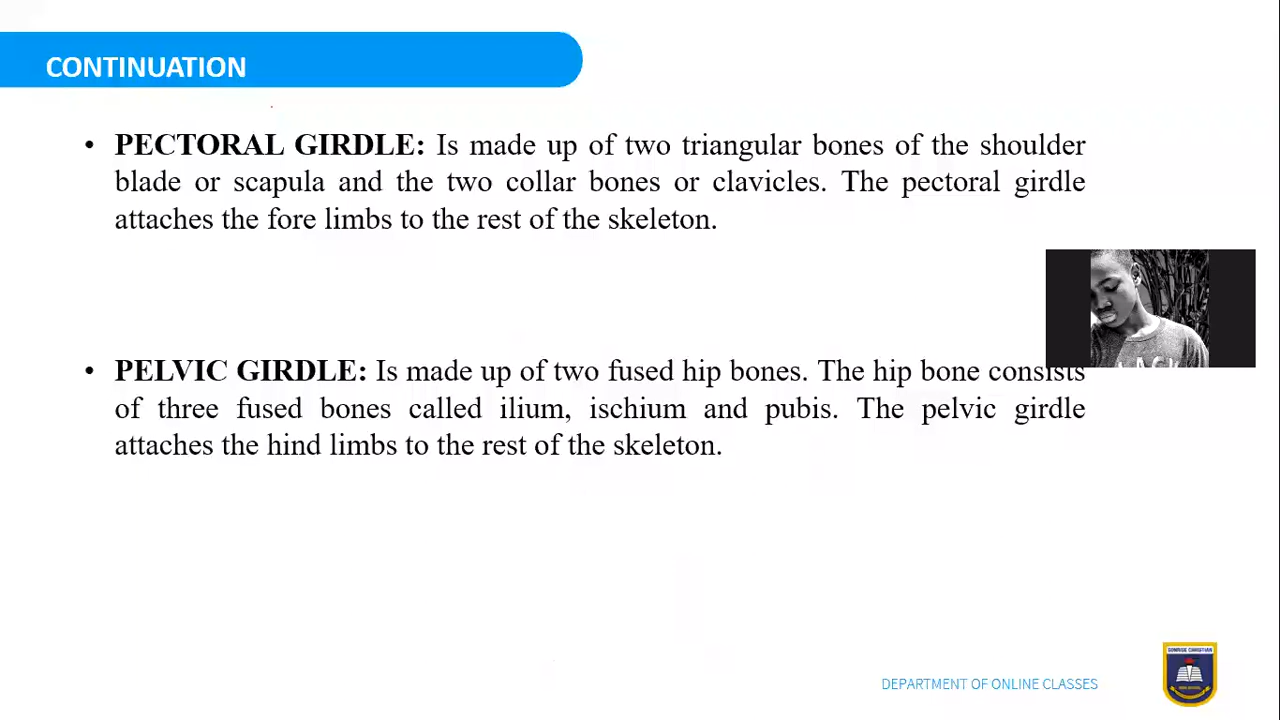 CONTINUATION
• PECTORAL GIRDLE: Is made up of two triangular bones of the shoulder
blade or scapula and the two collar bones or clavicles. The pectoral girdle
attaches the fore limbs to the rest of the skeleton.
• PELVIC GIRDLE: Is made up of two fused hip bones. The hip bone consists
of three fused bones called ilium, ischium and pubis. The pelvic girdle
attaches the hind limbs to the rest of the skeleton.
DEPARTMENT OF ONLINE CLASSES
SONRISE CHRISTIAN
HIGH SCHOOL